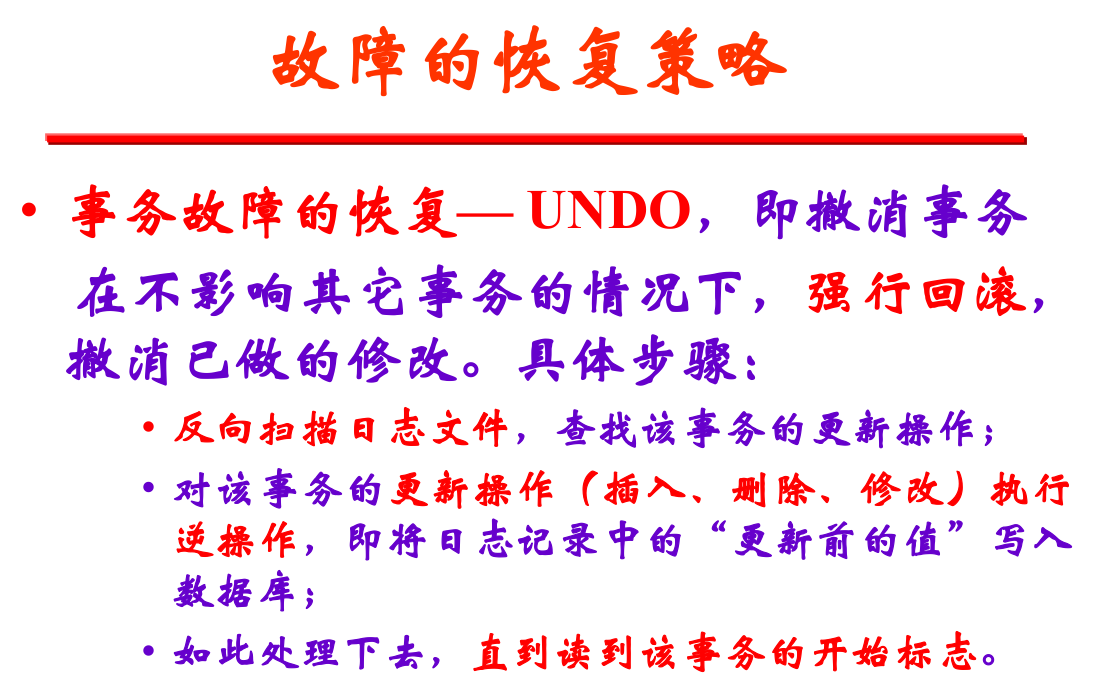 故障的恢复策略
• 事务故障的恢复— UNDO，即撤消事务
在不影响其它事务的情况下，强行回滚，
撤消已做的修改。具体步骤：
• 反向扫描日志文件，查找该事务的更新操作；
• 对该事务的更新操作（插入、删除、修改）执行
逆操作，即将日志记录中的“更新前的值”写入
数据库；
• 如此处理下去，直到读到该事务的开始标志。